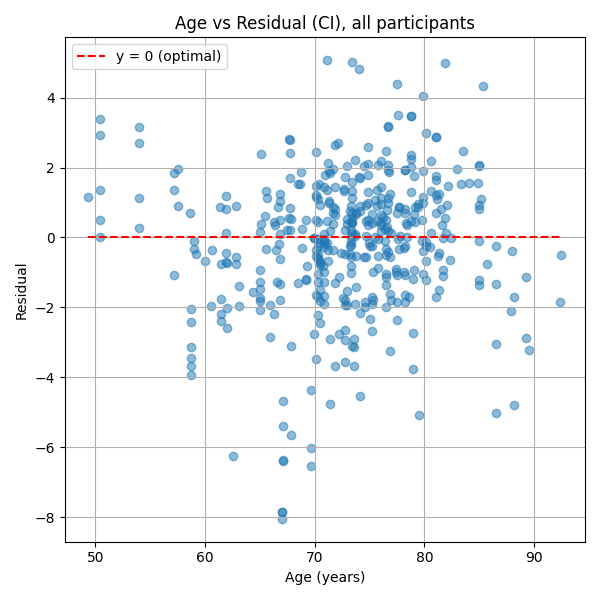 Age vs Residual (CI), all participants
y = 0 (optimal)
4
2
0
−2
−4
−6
−8
Residual
50 60 70 80 90
Age (years)